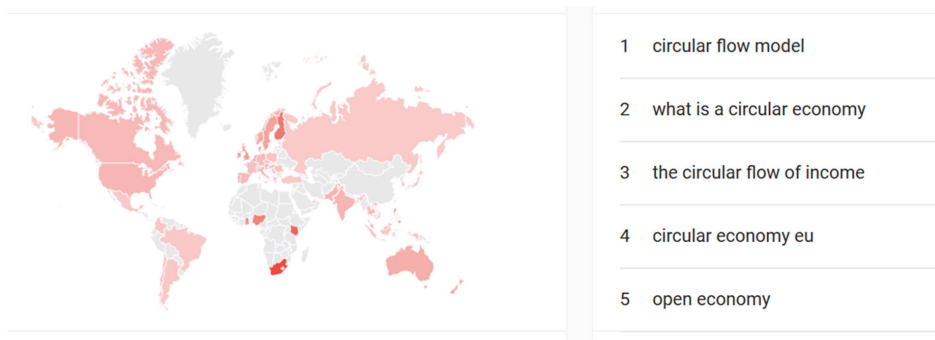 1 circular flow model
2 what is a circular economy
3 the circular flow of income
4 circular economy eu
5 open economy